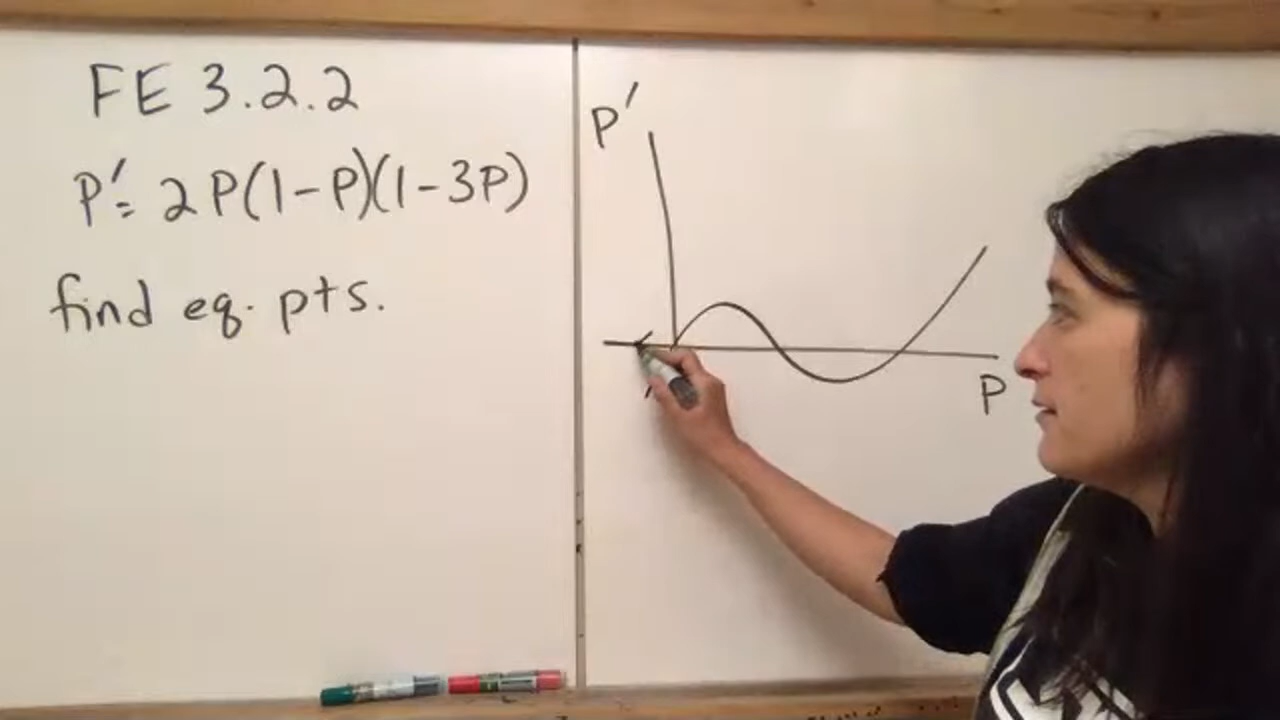 FE 3.2.2
P'= 2P(1-P)(1-3P)
find eq. pts.
P'
P